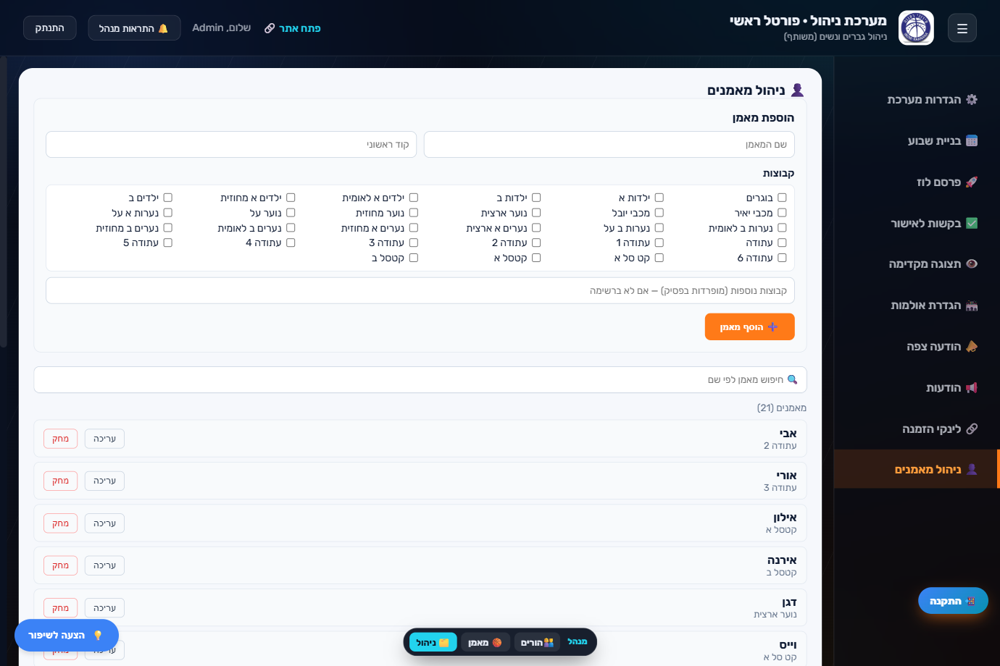 מערכת ניהול • פורטל ראשי
ניהול גברים ונשים (משותף)
פתח אתר
שלום, Admin
התראות מנהל
התנתק
הגדרות מערכת
בניית שבוע
פרסם לוז
בקשות לאישור
תצוגה מקדימה
הגדרת אולמות
הודעה צפה
הודעות
לינקי הזמנה
ניהול מאמנים
התקנה
ניהול מאמנים
הוספת מאמן
שם המאמן
קוד ראשוני
קבוצות
בוגרים ילדות א ילדות ב ילדים א לאומית ילדים א מחוזית ילדים ב
מכבי יאיר מכבי יובל נוער ארצית נוער מחוזית נוער על נערות א על
נערות ב לאומית נערות ב על נערים א ארצית נערים א מחוזית נערים ב לאומית נערים ב מחוזית
עתודה עתודה 1 עתודה 2 עתודה 3 עתודה 4 עתודה 5
עתודה 6 קט סל א קטסל א קטסל ב
קבוצות נוספות (מופרדות בפסיק) – אם לא ברשימה
הוסף מאמן
חיפוש מאמן לפי שם
מאמנים (21)
אבי
עתודה 2
עריכה מחק
אורי
עתודה 3
עריכה מחק
אילון
קטסל א
עריכה מחק
אירנה
קטסל ב
עריכה מחק
דגן
נוער ארצית
עריכה מחק
וייס
קט סל א
עריכה
מנהל הורים מאמן ניהול
הצעה לשיפור